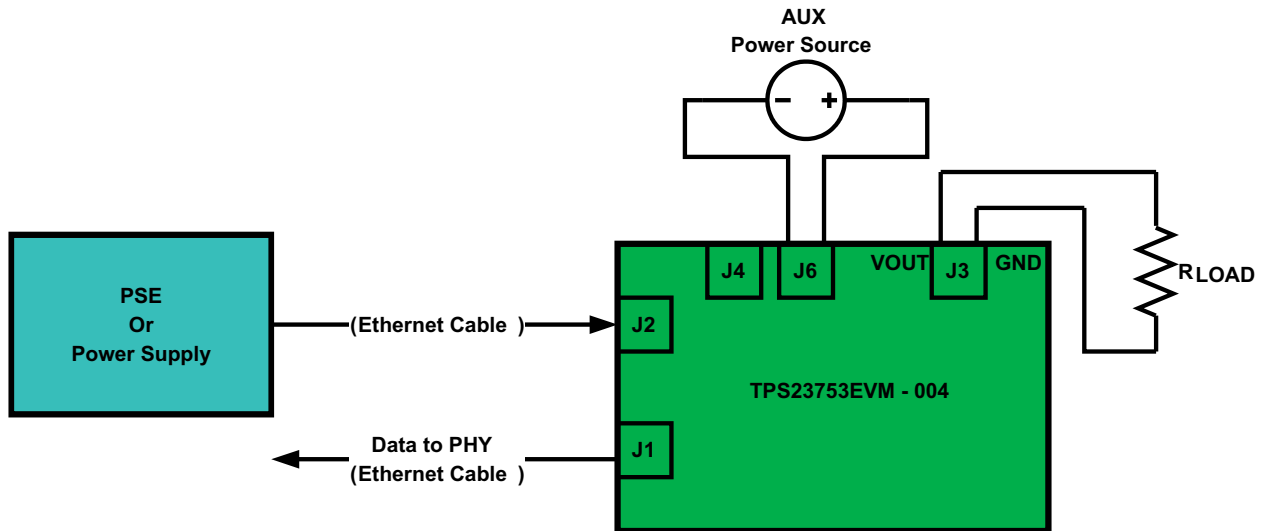 AUX
Power Source
− +
J4
J6
VOUT
J3
GND
RLOAD
PSE
Or
Power Supply
(Ethernet Cable )
J2
TPS23753EVM - 004
Data to PHY
(Ethernet Cable )
J1